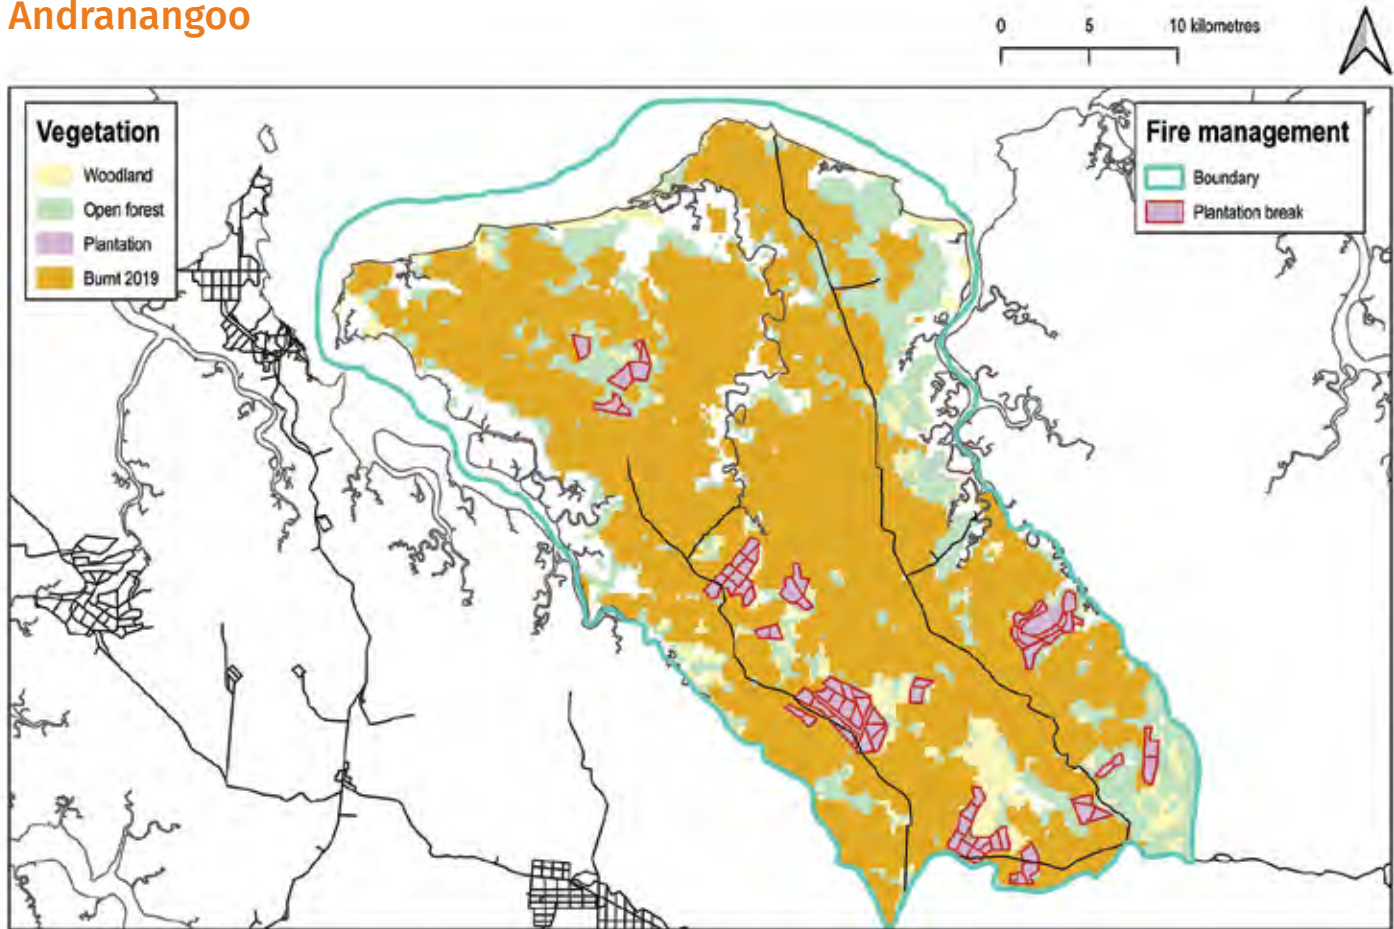 Andranangoo
0 5 10 kilometres
Vegetation
Woodland
Open forest
Plantation
Burnt 2019
Fire management
Boundary
Plantation break